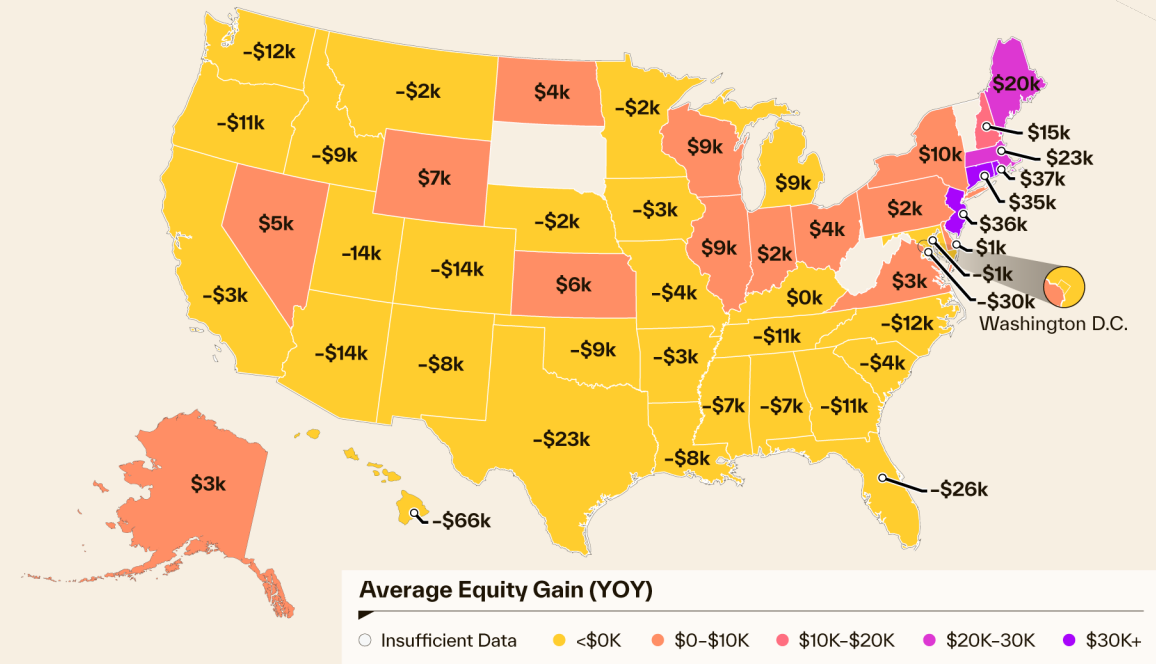 –$12k
–$2k
$4k
–$2k
$20k
–$11k
$9k
$15k
–$9k
$10k
$23k
$7k
$9k
$37k
$35k
$5k
–$2k
–$3k
$2k
$36k
$4k
$9k
$2k
$1k
-14k
–$14k
–$1k
$6k
$3k
–$30k
–$3k
–$4k
$0k
Washington D.C.
–$12k
–$11k
–$14k
–$8k
–$9k
–$3k
–$4k
–$7k
–$7k
–$11k
–$23k
–$8k
$3k
–$26k
–$66k
Average Equity Gain (YOY)
Insufficient Data <$0K $0–$10K $10K–$20K $20K–30K $30K+